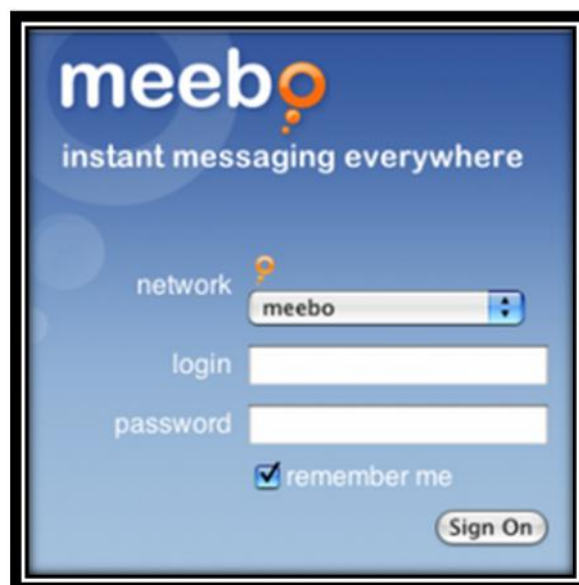 meebo
instant messaging everywhere
network
meebo
login
password
remember me
Sign On